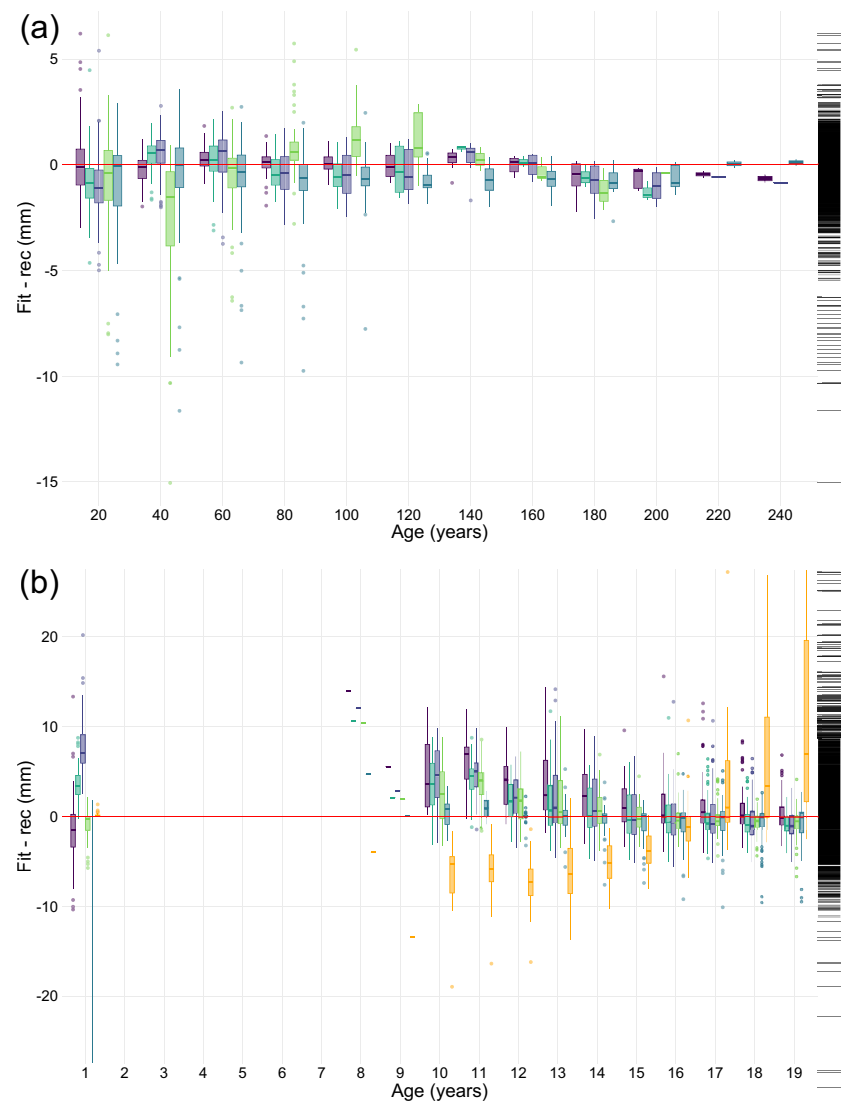 (a)
5
0
-5
-10
-15
Fit - rec (mm)
20 40 60 80 100 120 140 160 180 200 220 240
Age (years)
(b)
20
10
0
-10
-20
Fit - rec (mm)
1 2 3 4 5 6 7 8 9 10 11 12 13 14 15 16 17 18 19
Age (years)